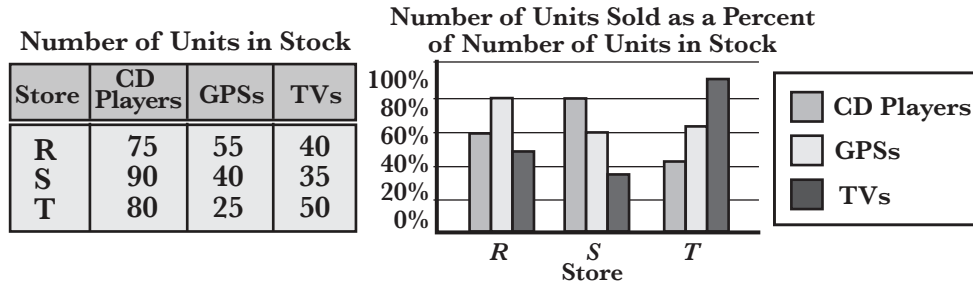 Number of Units in Stock
Store CD Players GPSs TVs
R 75 55 40
S 90 40 35
T 80 25 50
Number of Units Sold as a Percent
of Number of Units in Stock
100%
80%
60%
40%
20%
0%
R S T
Store
CD Players
GPSs
TVs